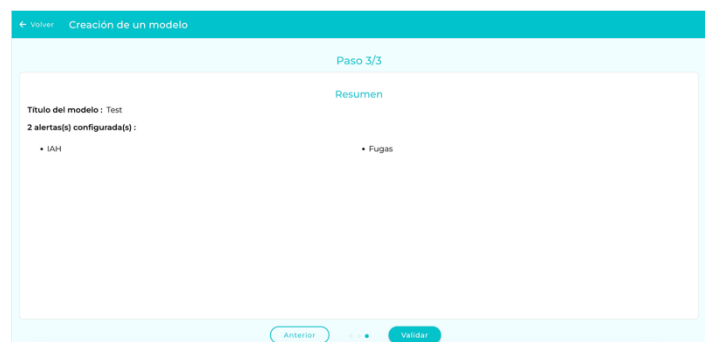 ← Volver Creación de un modelo
Paso 3/3
Resumen
Título del modelo : Test
2 alertas(s) configurada(s) :
• IAH • Fugas
Anterior Validar